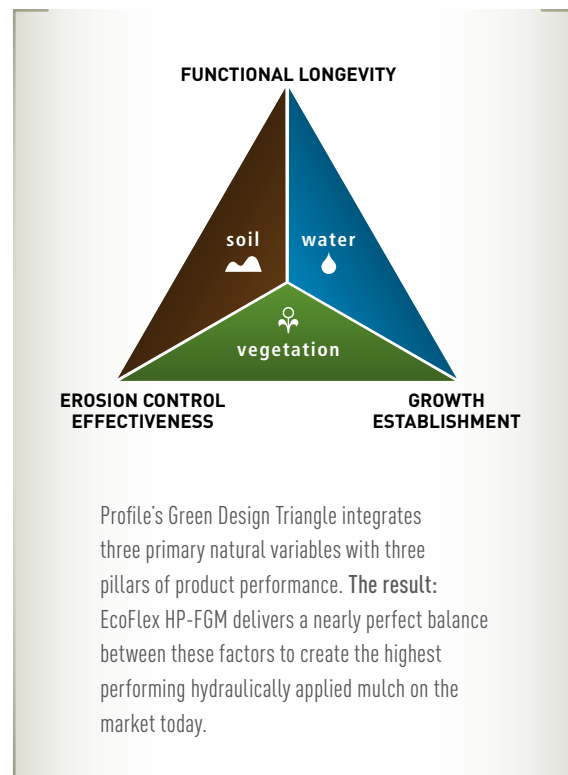 FUNCTIONAL LONGEVITY
soil
water
vegetation
EROSION CONTROL
EFFECTIVENESS
GROWTH
ESTABLISHMENT
Profile's Green Design Triangle integrates
three primary natural variables with three
pillars of product performance. The result:
EcoFlex HP-FGM delivers a nearly perfect balance
between these factors to create the highest
performing hydraulically applied mulch on the
market today.